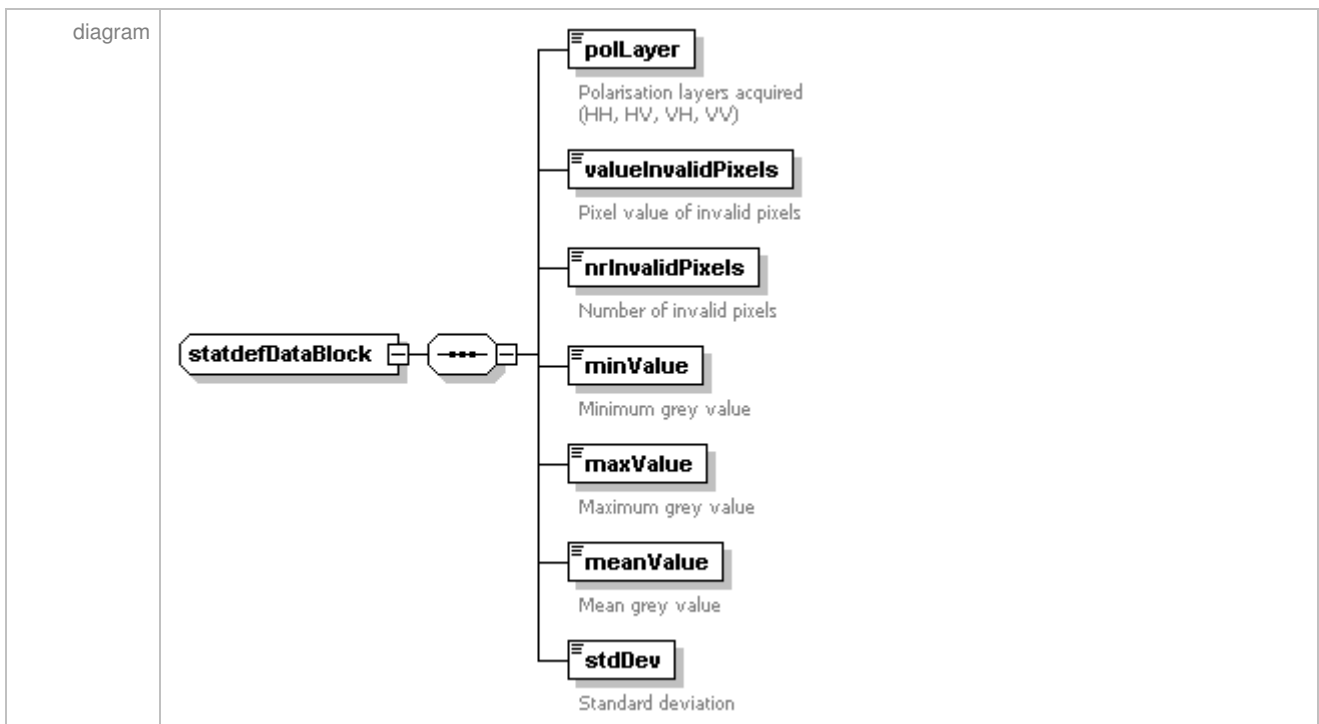 diagram
polLayer
Polarisation layers acquired
(HH, HV, VH, VV)
valueInvalidPixels
Pixel value of invalid pixels
nrInvalidPixels
Number of invalid pixels
statdefDataBlock
minValue
Minimum grey value
maxValue
Maximum grey value
meanValue
Mean grey value
stdDev
Standard deviation